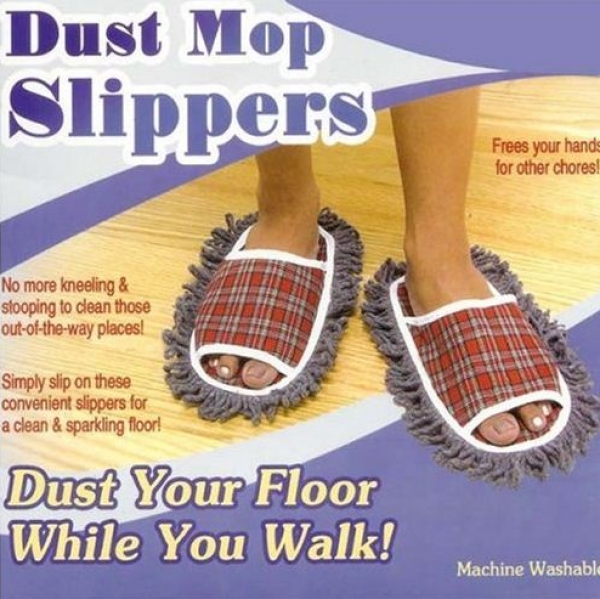 Dust Mop
Slippers
Frees your hands
for other chores!
No more kneeling &
stooping to clean those
out-of-the-way places!
Simply slip on these
convenient slippers for
a clean & sparkling floor!
Dust Your Floor
While You Walk!
Machine Washable